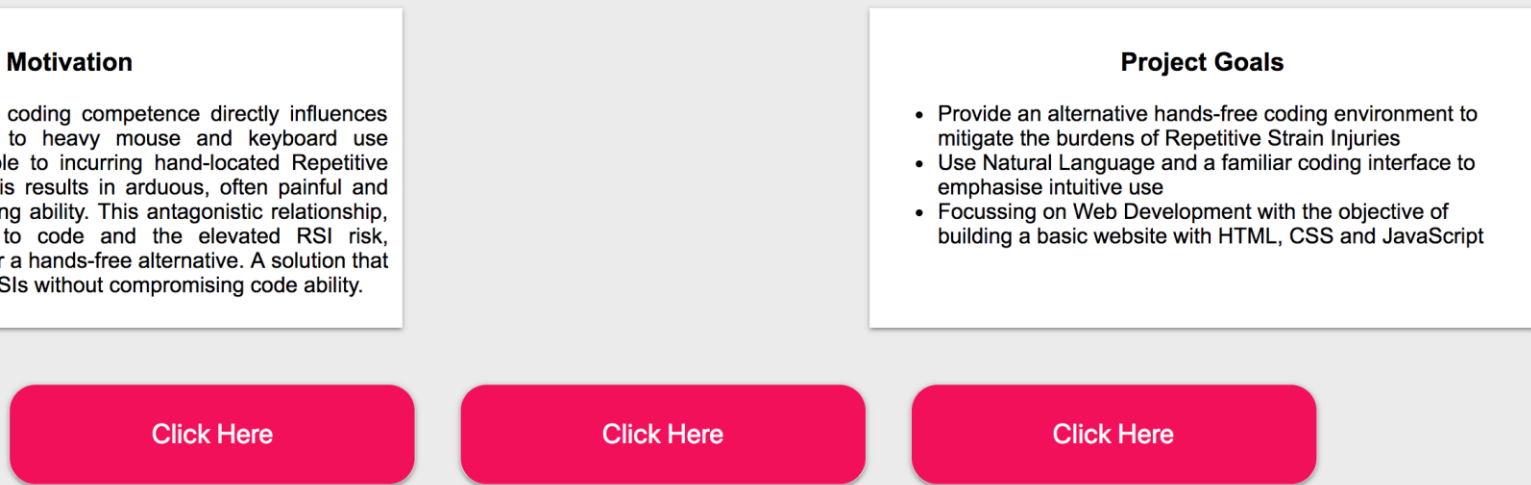 Motivation
coding competence directly influences
to heavy mouse and keyboard use
to incurring hand-located Repetitive
results in arduous, often painful and
ability. This antagonistic relationship,
to code and the elevated RSI risk,
a hands-free alternative. A solution that
without compromising code ability.
Project Goals
• Provide an alternative hands-free coding environment to
mitigate the burdens of Repetitive Strain Injuries
• Use Natural Language and a familiar coding interface to
emphasise intuitive use
• Focussing on Web Development with the objective of
building a basic website with HTML, CSS and JavaScript
Click Here
Click Here
Click Here